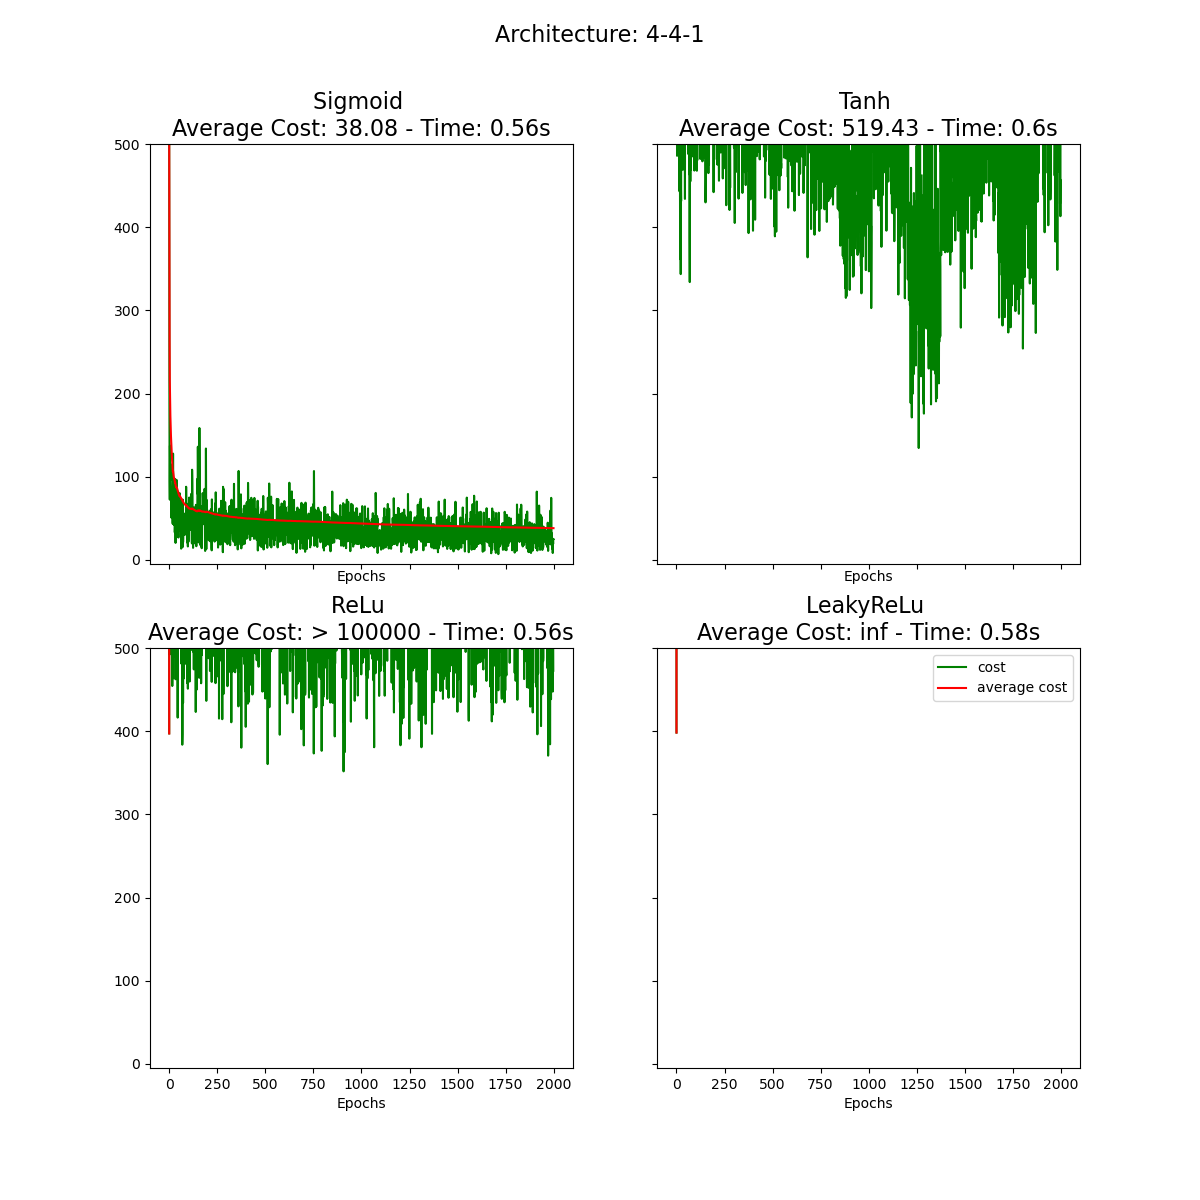 Architecture: 4-4-1
Sigmoid
Average Cost: 38.08 - Time: 0.56s
500
400
300
200
100
0
Epochs
Tanh
Average Cost: 519.43 - Time: 0.6s
Epochs
ReLu
Average Cost: > 100000 - Time: 0.56s
500
400
300
200
100
0
0 250 500 750 1000 1250 1500 1750 2000
Epochs
LeakyReLu
Average Cost: inf - Time: 0.58s
cost
average cost
0 250 500 750 1000 1250 1500 1750 2000
Epochs